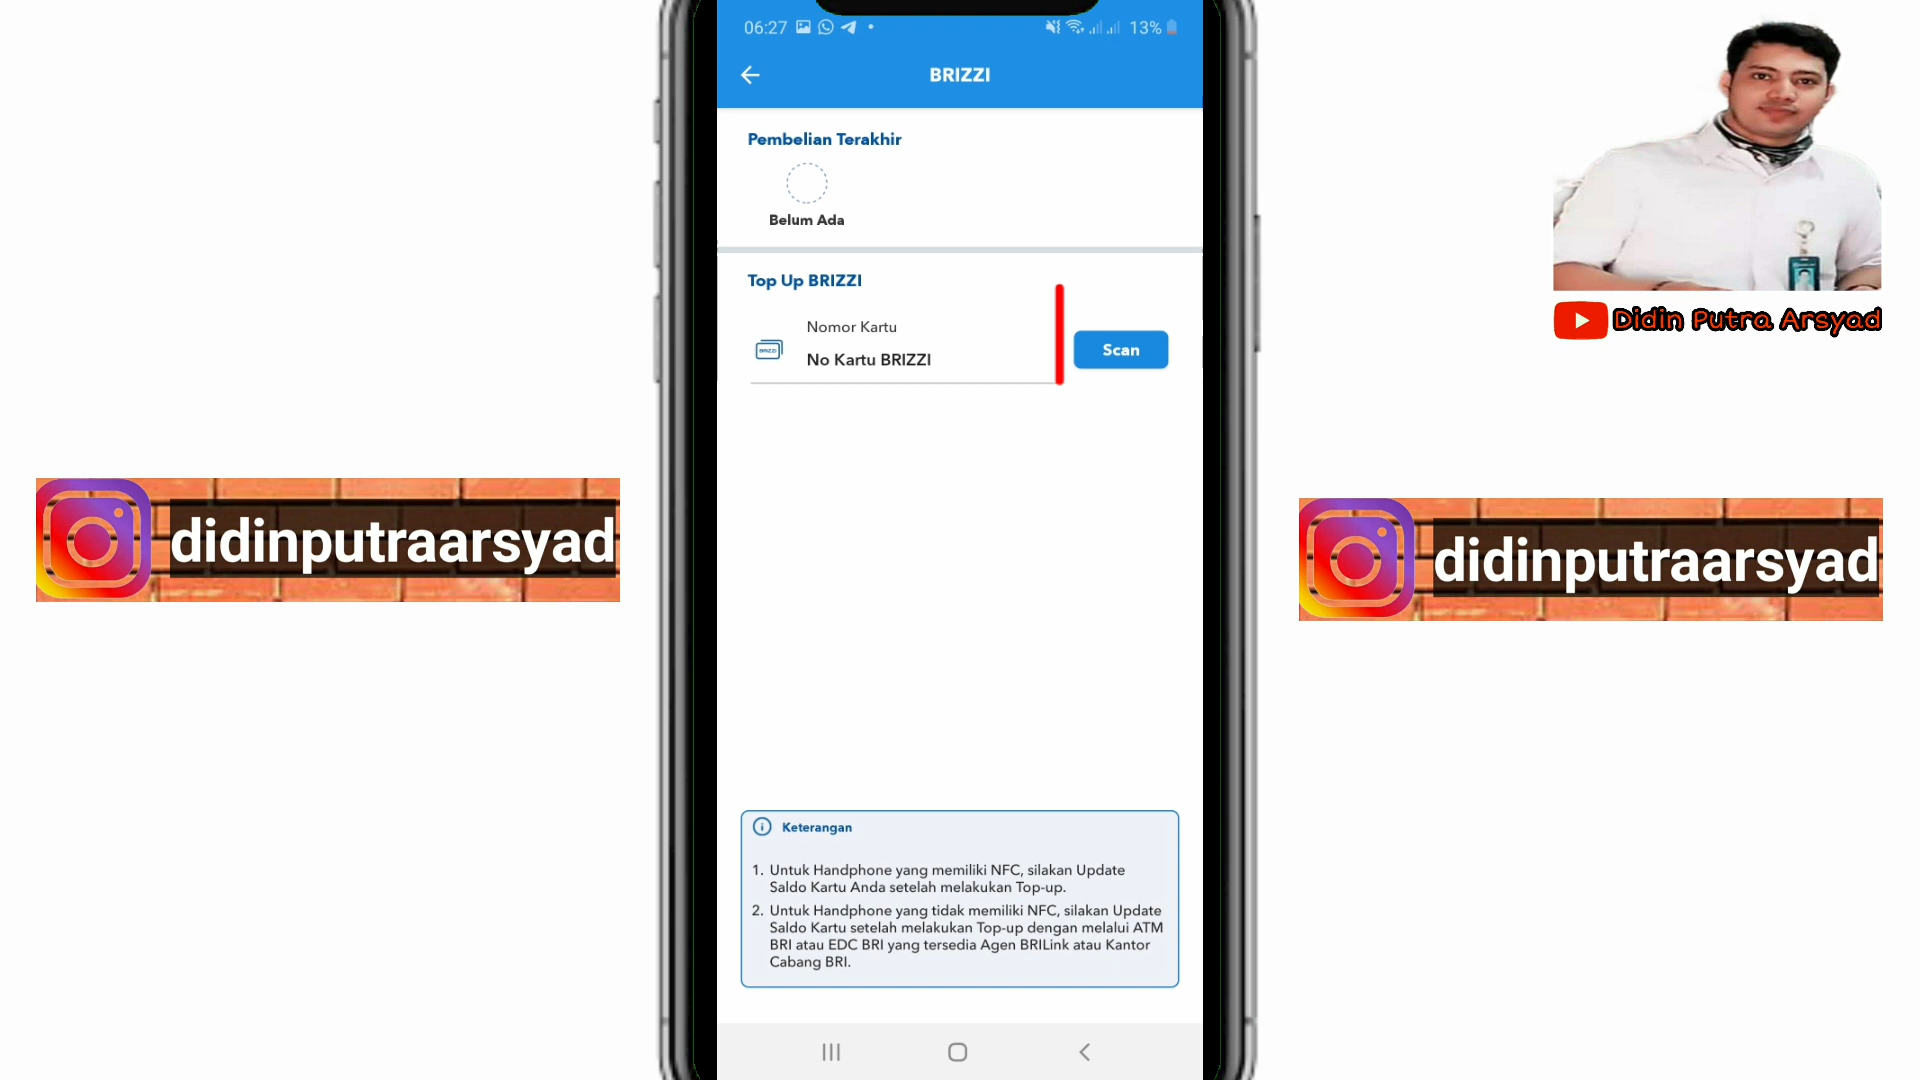 06:27
13%
BRIZZI
Pembelian Terakhir
Belum Ada
Top Up BRIZZI
Nomor Kartu
BRIZZI
No Kartu BRIZZI
Scan
Didin Putra Arsyad
didinputraarsyad
didinputraarsyad
Keterangan
1. Untuk Handphone yang memiliki NFC, silakan Update
Saldo Kartu Anda setelah melakukan Top-up.
2. Untuk Handphone yang tidak memiliki NFC, silakan Update
Saldo Kartu setelah melakukan Top-up dengan melalui ATM
BRI atau EDC BRI yang tersedia Agen BRILink atau Kantor
Cabang BRI.